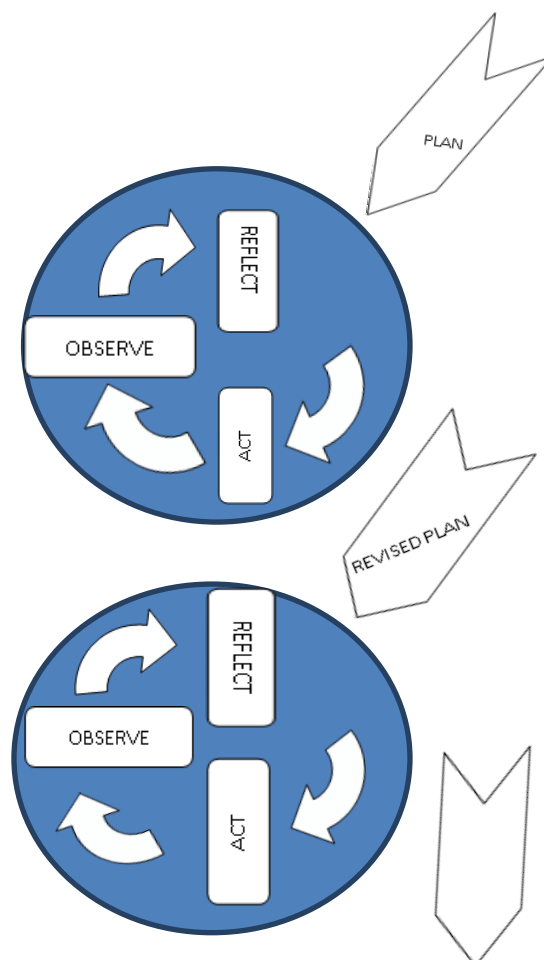 PLAN
REFLECT
OBSERVE
ACT
REVISED PLAN
REFLECT
OBSERVE
ACT